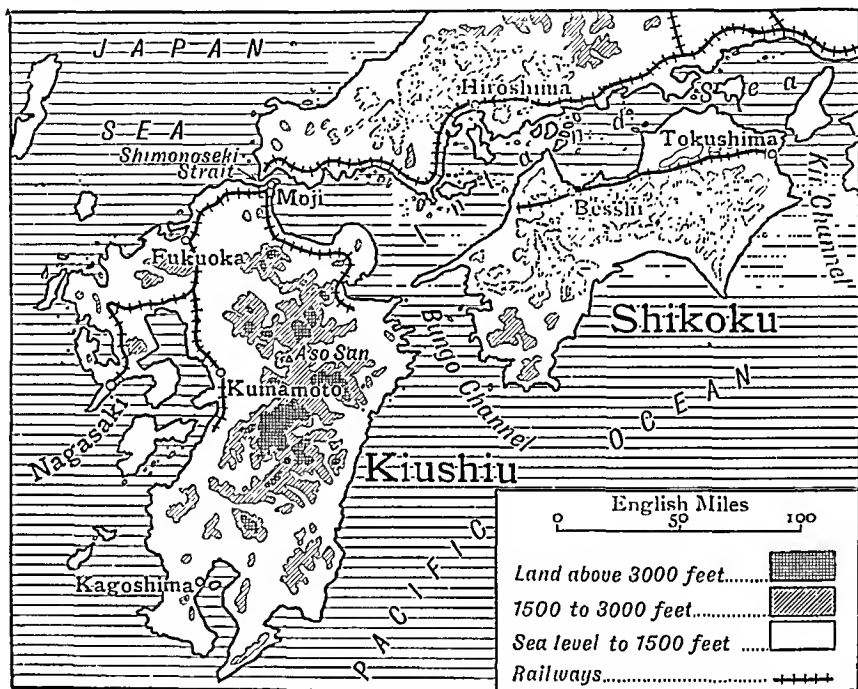 JAPAN
SEA
Shimonoseki
Strait
Moji
Hiroshima
Inland Sea
Tokushima
Besshi
Kii Channel
Fukuoka
Shikoku
Aso San
Bingo Channel
Kumamoto
Nagasaki
Kiushiu
Kagoshima
PACIFIC OCEAN
English Miles
0 50 100
Land above 3000 feet
1500 to 3000 feet
Sea level to 1500 feet
Railways